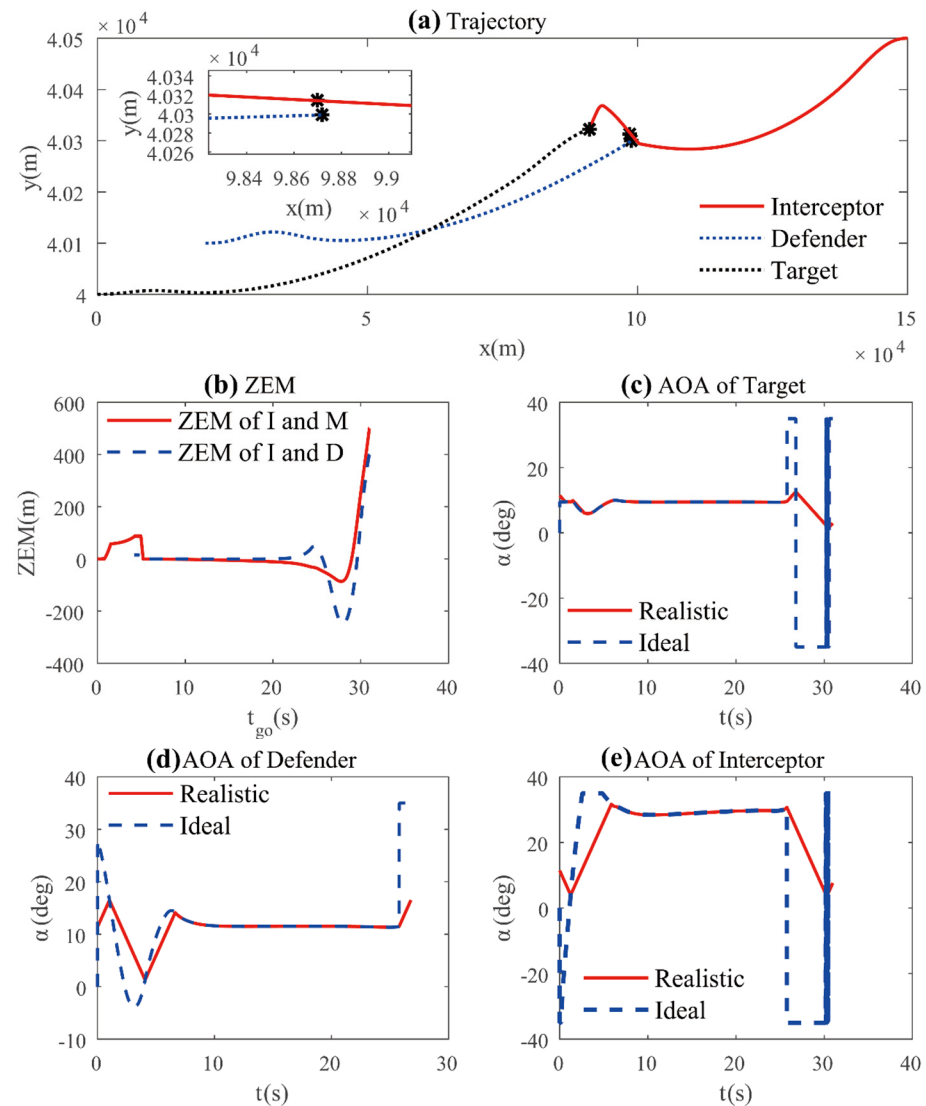 (a) Trajectory
× 10⁴
y(m)
4.05
4.04
4.03
4.02
4.01
4
× 10⁴
y(m)
4.034
4.032
4.03
4.028
4.026
9.84 9.86 9.88 9.9
x(m) × 10⁴
Interceptor
Defender
Target
0 5 10 15
x(m) × 10⁴
(b) ZEM
ZEM(m)
600
400
200
0
-200
-400
ZEM of I and M
ZEM of I and D
0 10 20 30 40
t_go(s)
(c) AOA of Target
α(deg)
40
20
0
-20
-40
Realistic
Ideal
0 10 20 30 40
t(s)
(d) AOA of Defender
α(deg)
40
30
20
10
0
-10
Realistic
Ideal
0 10 20 30
t(s)
(e) AOA of Interceptor
α(deg)
40
20
0
-20
-40
Realistic
Ideal
0 10 20 30 40
t(s)